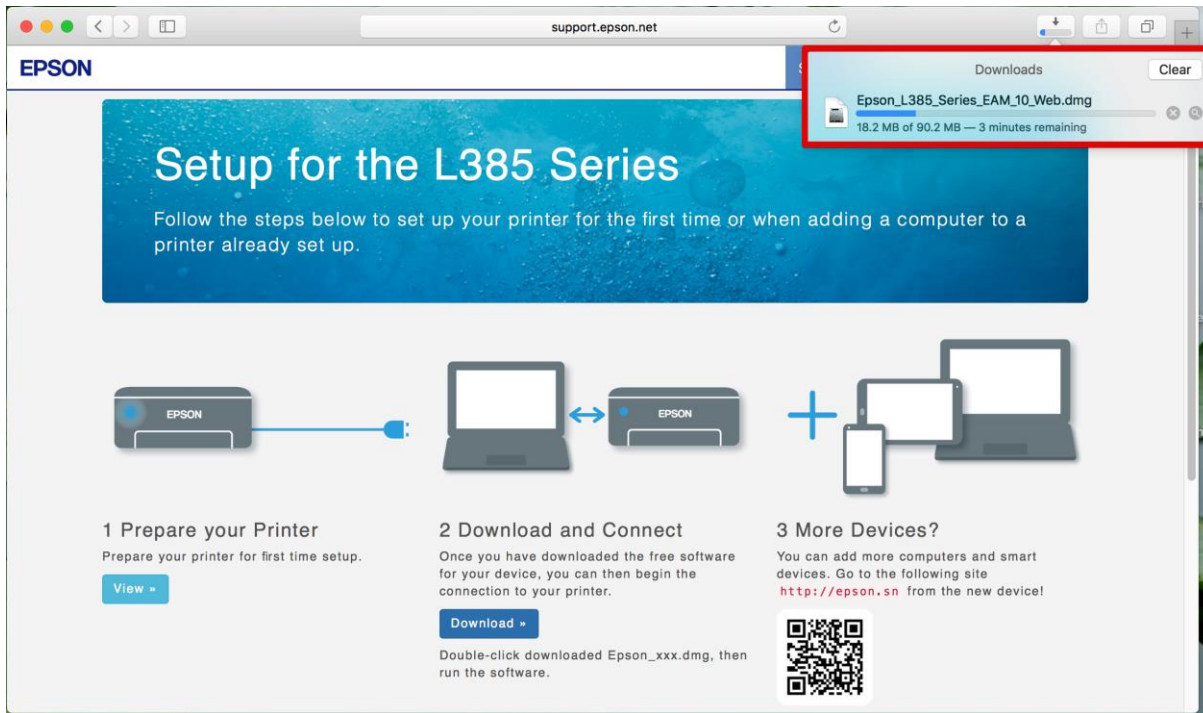 support.epson.net
EPSON
Downloads
Clear
Epson_L385_Series_EAM_10_Web.dmg
18.2 MB of 90.2 MB — 3 minutes remaining
Setup for the L385 Series
Follow the steps below to set up your printer for the first time or when adding a computer to a
printer already set up.
EPSON
EPSON
1 Prepare your Printer
Prepare your printer for first time setup.
View »
2 Download and Connect
Once you have downloaded the free software
for your device, you can then begin the
connection to your printer.
Download »
Double-click downloaded Epson_xxx.dmg, then
run the software.
3 More Devices?
You can add more computers and smart
devices. Go to the following site
http://epson.sn from the new device!